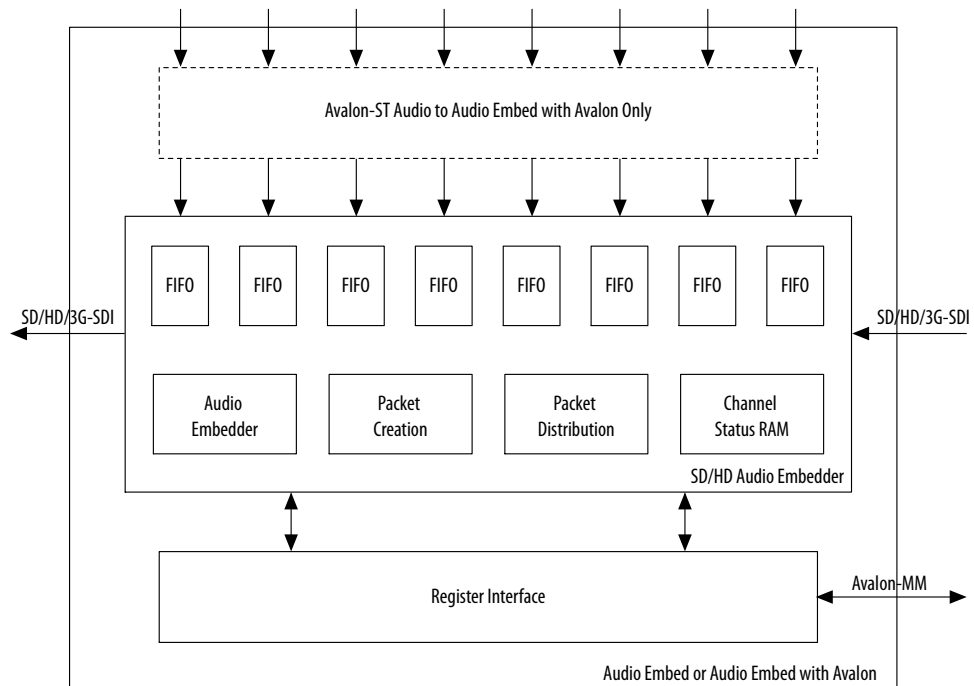 Avalon-ST Audio to Audio Embed with Avalon Only
FIFO FIFO FIFO FIFO FIFO FIFO FIFO FIFO
SD/HD/3G-SDI
SD/HD/3G-SDI
Audio
Embedder
Packet
Creation
Packet
Distribution
Channel
Status RAM
SD/HD Audio Embedder
Register Interface
Avalon-MM
Audio Embed or Audio Embed with Avalon